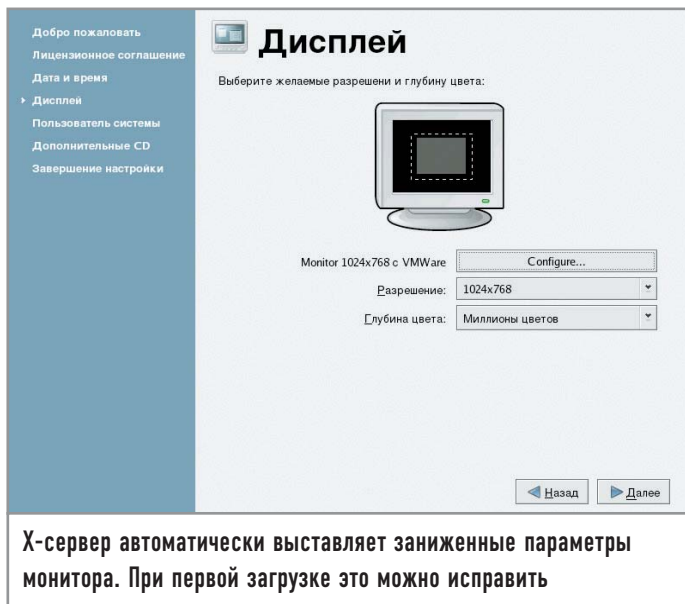 Добро пожаловать
Лицензионное соглашение
Дата и время
Дисплей
Пользователь системы
Дополнительные CD
Завершение настройки
Дисплей
Выберите желаемые разрешени и глубину цвета:
Monitor 1024x768 с VMWare
Configure...
Разрешение:
1024x768
Глубина цвета:
Миллионы цветов
Назад
Далее
X-сервер автоматически выставляет заниженные параметры
монитора. При первой загрузке это можно исправить